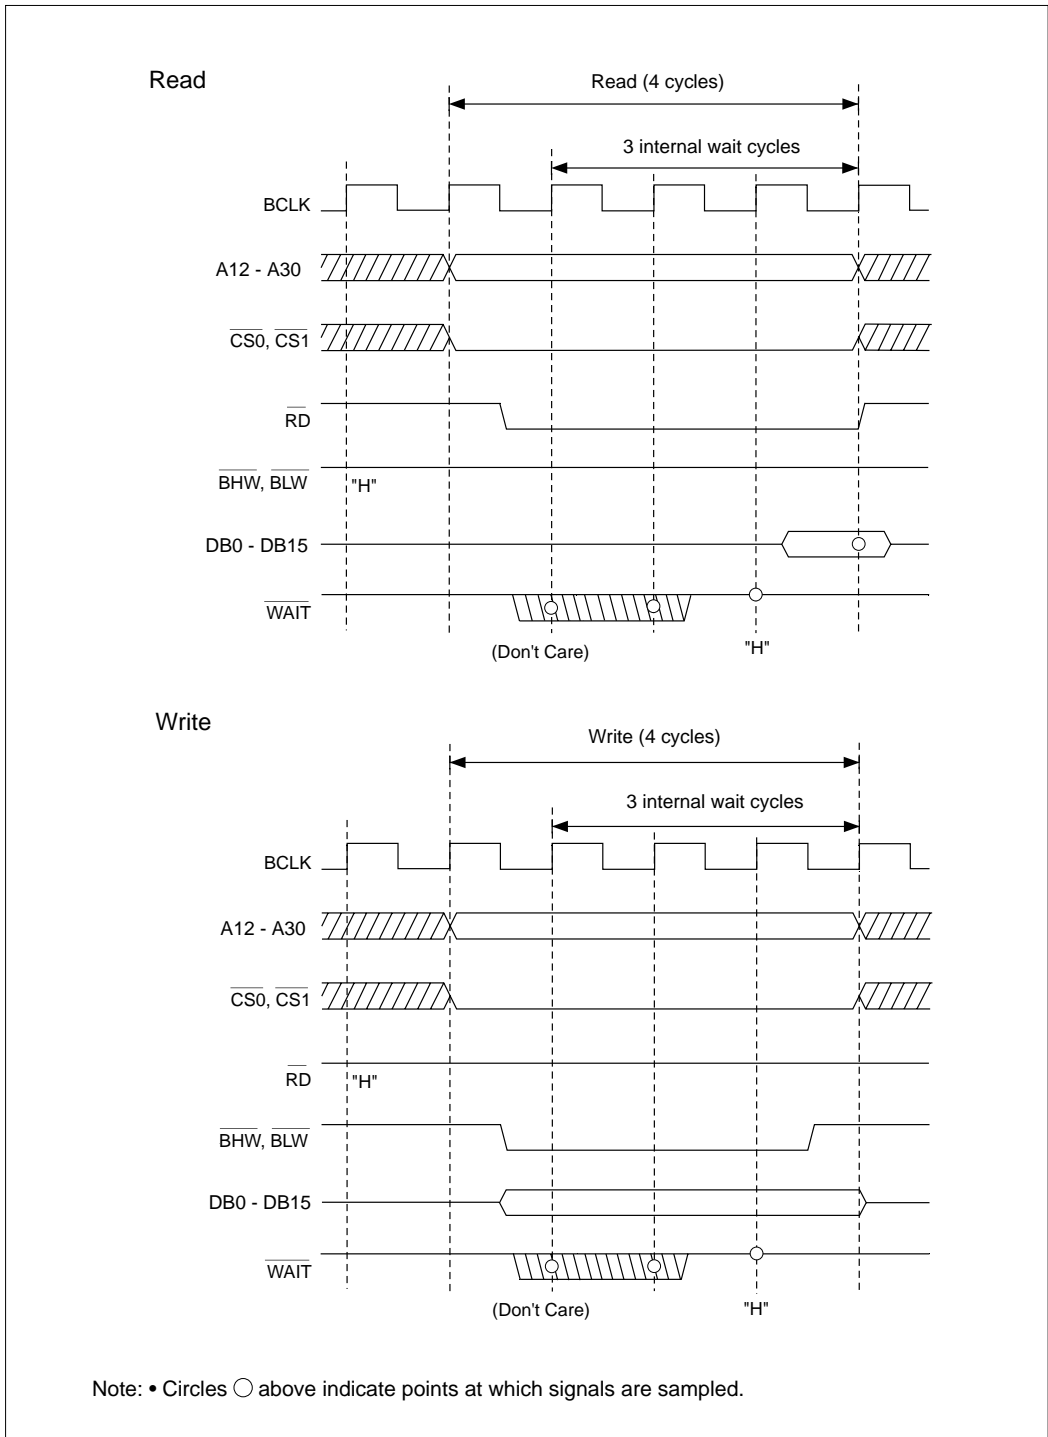 Read
Read (4 cycles)
3 internal wait cycles
BCLK
A12 - A30
CS0, CS1
RD
BHW, BLW
"H"
DB0 - DB15
WAIT
(Don't Care)
"H"
Write
Write (4 cycles)
3 internal wait cycles
BCLK
A12 - A30
CS0, CS1
RD
"H"
BHW, BLW
DB0 - DB15
WAIT
(Don't Care)
"H"
Note: • Circles ○ above indicate points at which signals are sampled.